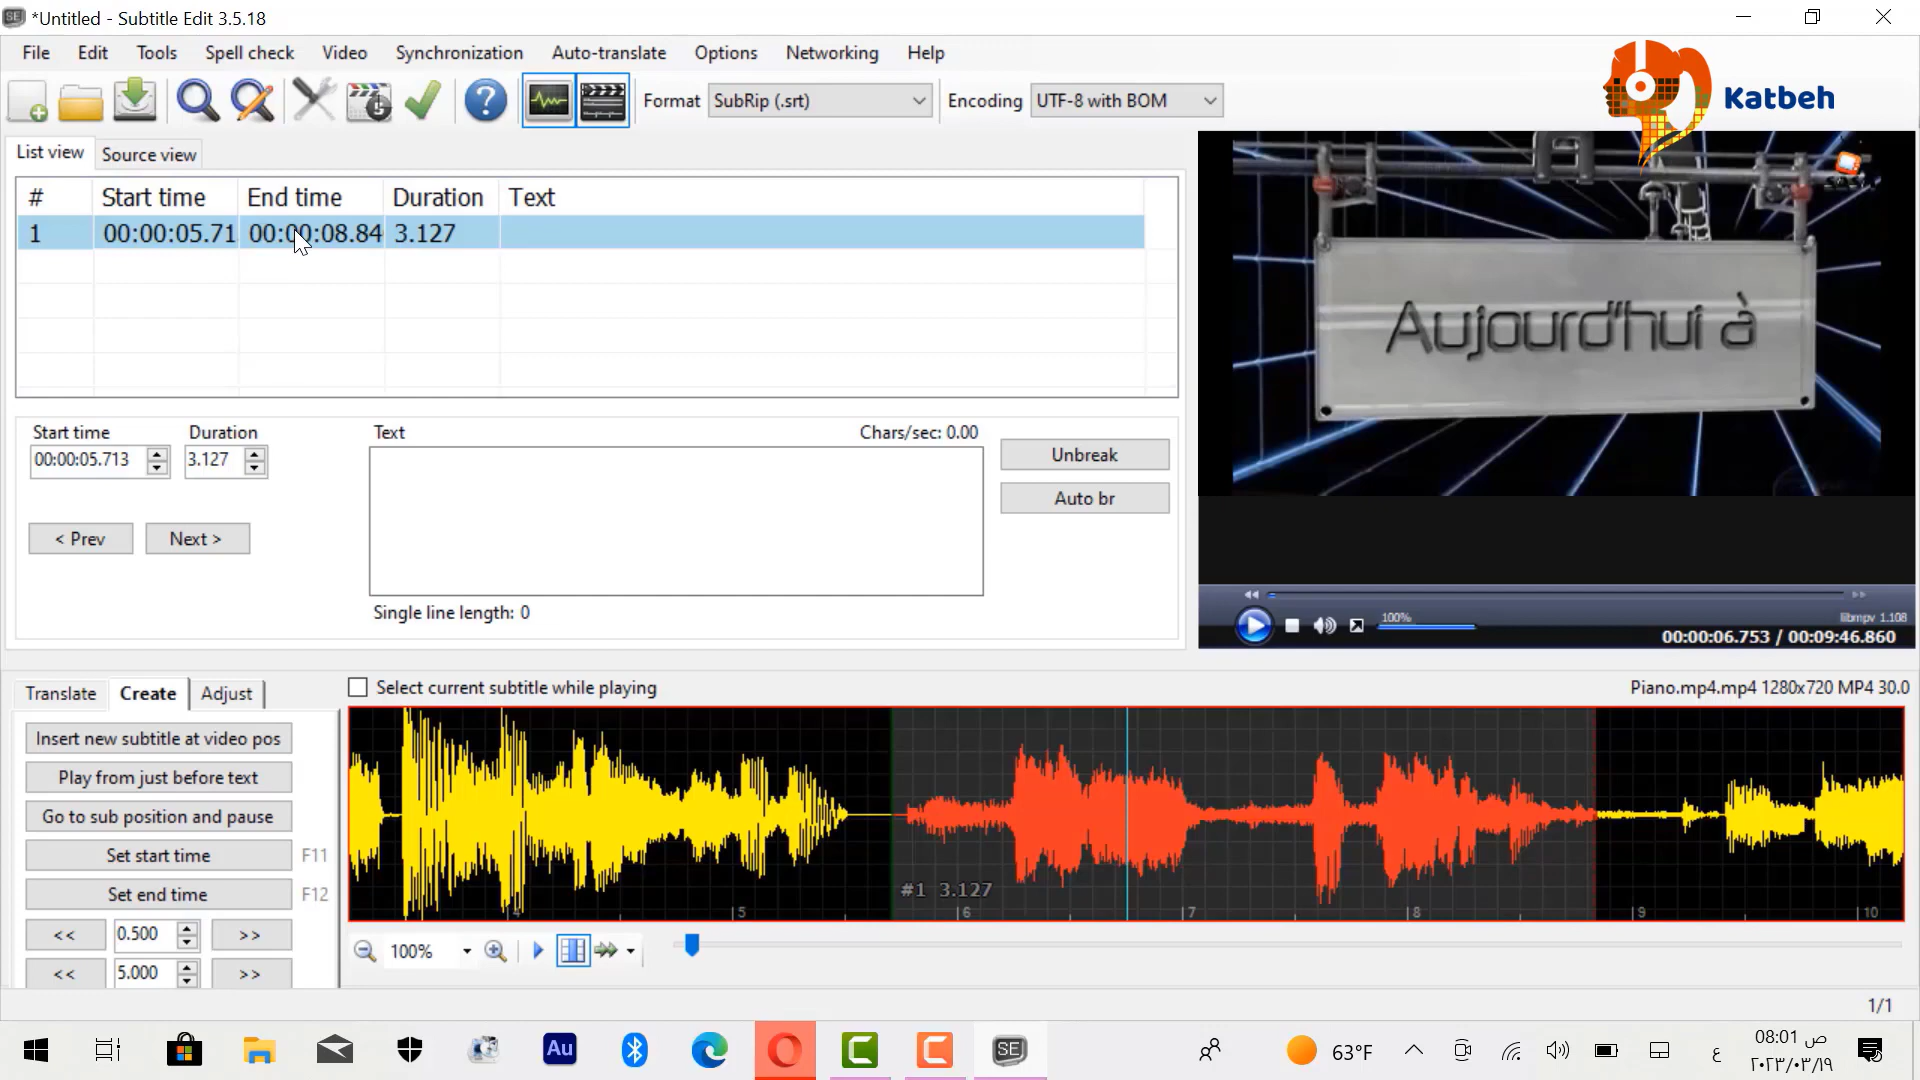 *Untitled - Subtitle Edit 3.5.18
File Edit Tools Spell check Video Synchronization Auto-translate Options Networking Help
Format SubRip (.srt) Encoding UTF-8 with BOM
Katbeh
List view Source view
# Start time End time Duration Text
1 00:00:05.71 00:00:08.84 3.127
Aujourd'hui à
Start time Duration Text Chars/sec: 0.00
00:00:05.713 3.127
Unbreak
Auto br
< Prev Next >
Single line length: 0
100% libmpv 1.108
00:00:06.753 / 00:09:46.860
Translate Create Adjust
Select current subtitle while playing Piano.mp4.mp4 1280x720 MP4 30.0
Insert new subtitle at video pos
Play from just before text
Go to sub position and pause
Set start time F11
Set end time F12
#1 3.127
4 5 6 7 8 9 10
<< 0.500 >>
<< 5.000 >>
100%
1/1
Au SE 63°F ع
08:01 ص
٢٠٢٣/٠٣/١٩